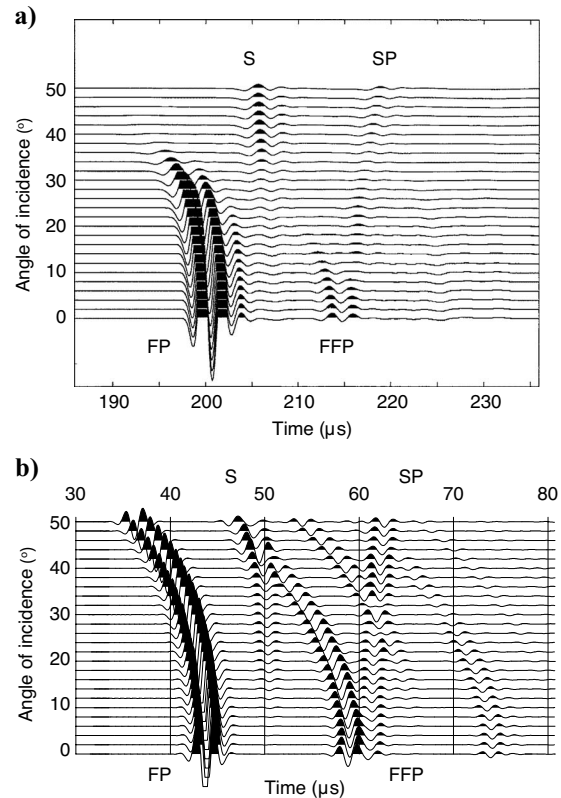 a)
S SP
50
40
30
20
10
0
Angle of incidence (°)
FP FFP
190 200 210 220 230
Time (µs)
b)
S SP
30 40 50 60 70 80
50
40
30
20
10
0
Angle of incidence (°)
FP FFP
Time (µs)